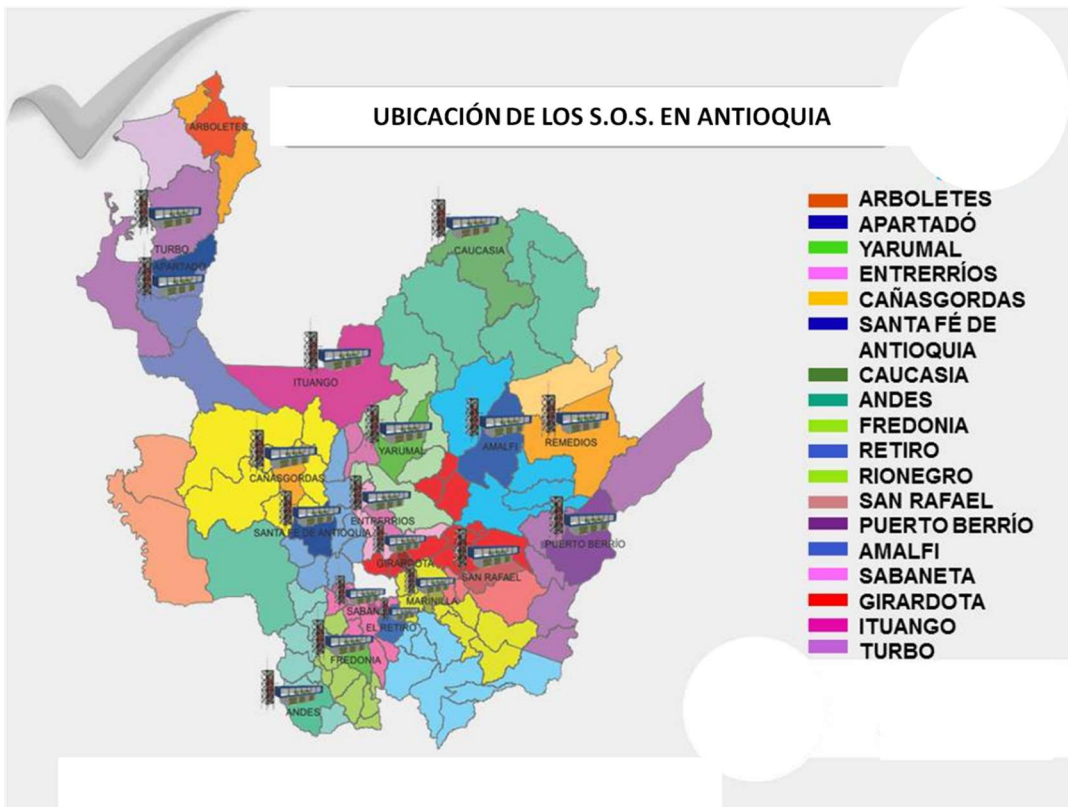 UBICACIÓN DE LOS S.O.S. EN ANTIOQUIA
ARBOLETES
TURBO
APARTADÓ
CAUCASIA
ITUANGO
YARUMAL
AMALFI
REMEDIOS
CAÑASGORDAS
ENTRERRIOS
SANTA FÉ DE ANTIOQUIA
PUERTO BERRÍO
GIRARDOTA
SAN RAFAEL
MARINILLA
EL RETIRO
FREDONIA
ANDES
ARBOLETES
APARTADÓ
YARUMAL
ENTRERRÍOS
CAÑASGORDAS
SANTA FÉ DE
ANTIOQUIA
CAUCASIA
ANDES
FREDONIA
RETIRO
RIONEGRO
SAN RAFAEL
PUERTO BERRÍO
AMALFI
SABANETA
GIRARDOTA
ITUANGO
TURBO